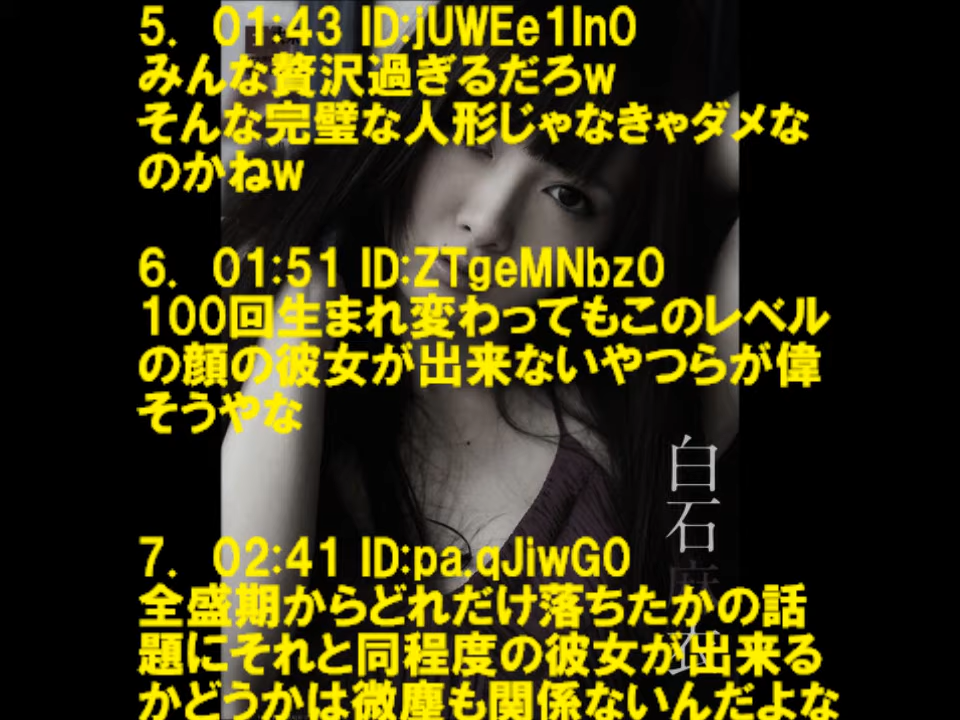 5. 01:43 ID:jUWEe1In0
みんな贅沢過ぎるだろw
そんな完璧な人形じゃなきゃダメな
のかねw
6. 01:51 ID:ZTgeMNbz0
100回生まれ変わってもこのレベル
の顔の彼女が出来ないやつらが偉
そうやな
7. 02:41 ID:pa.qJiwG0
全盛期からどれだけ落ちたかの話
題にそれと同程度の彼女が出来る
かどうかは微塵も関係ないんだよな
白石麻衣